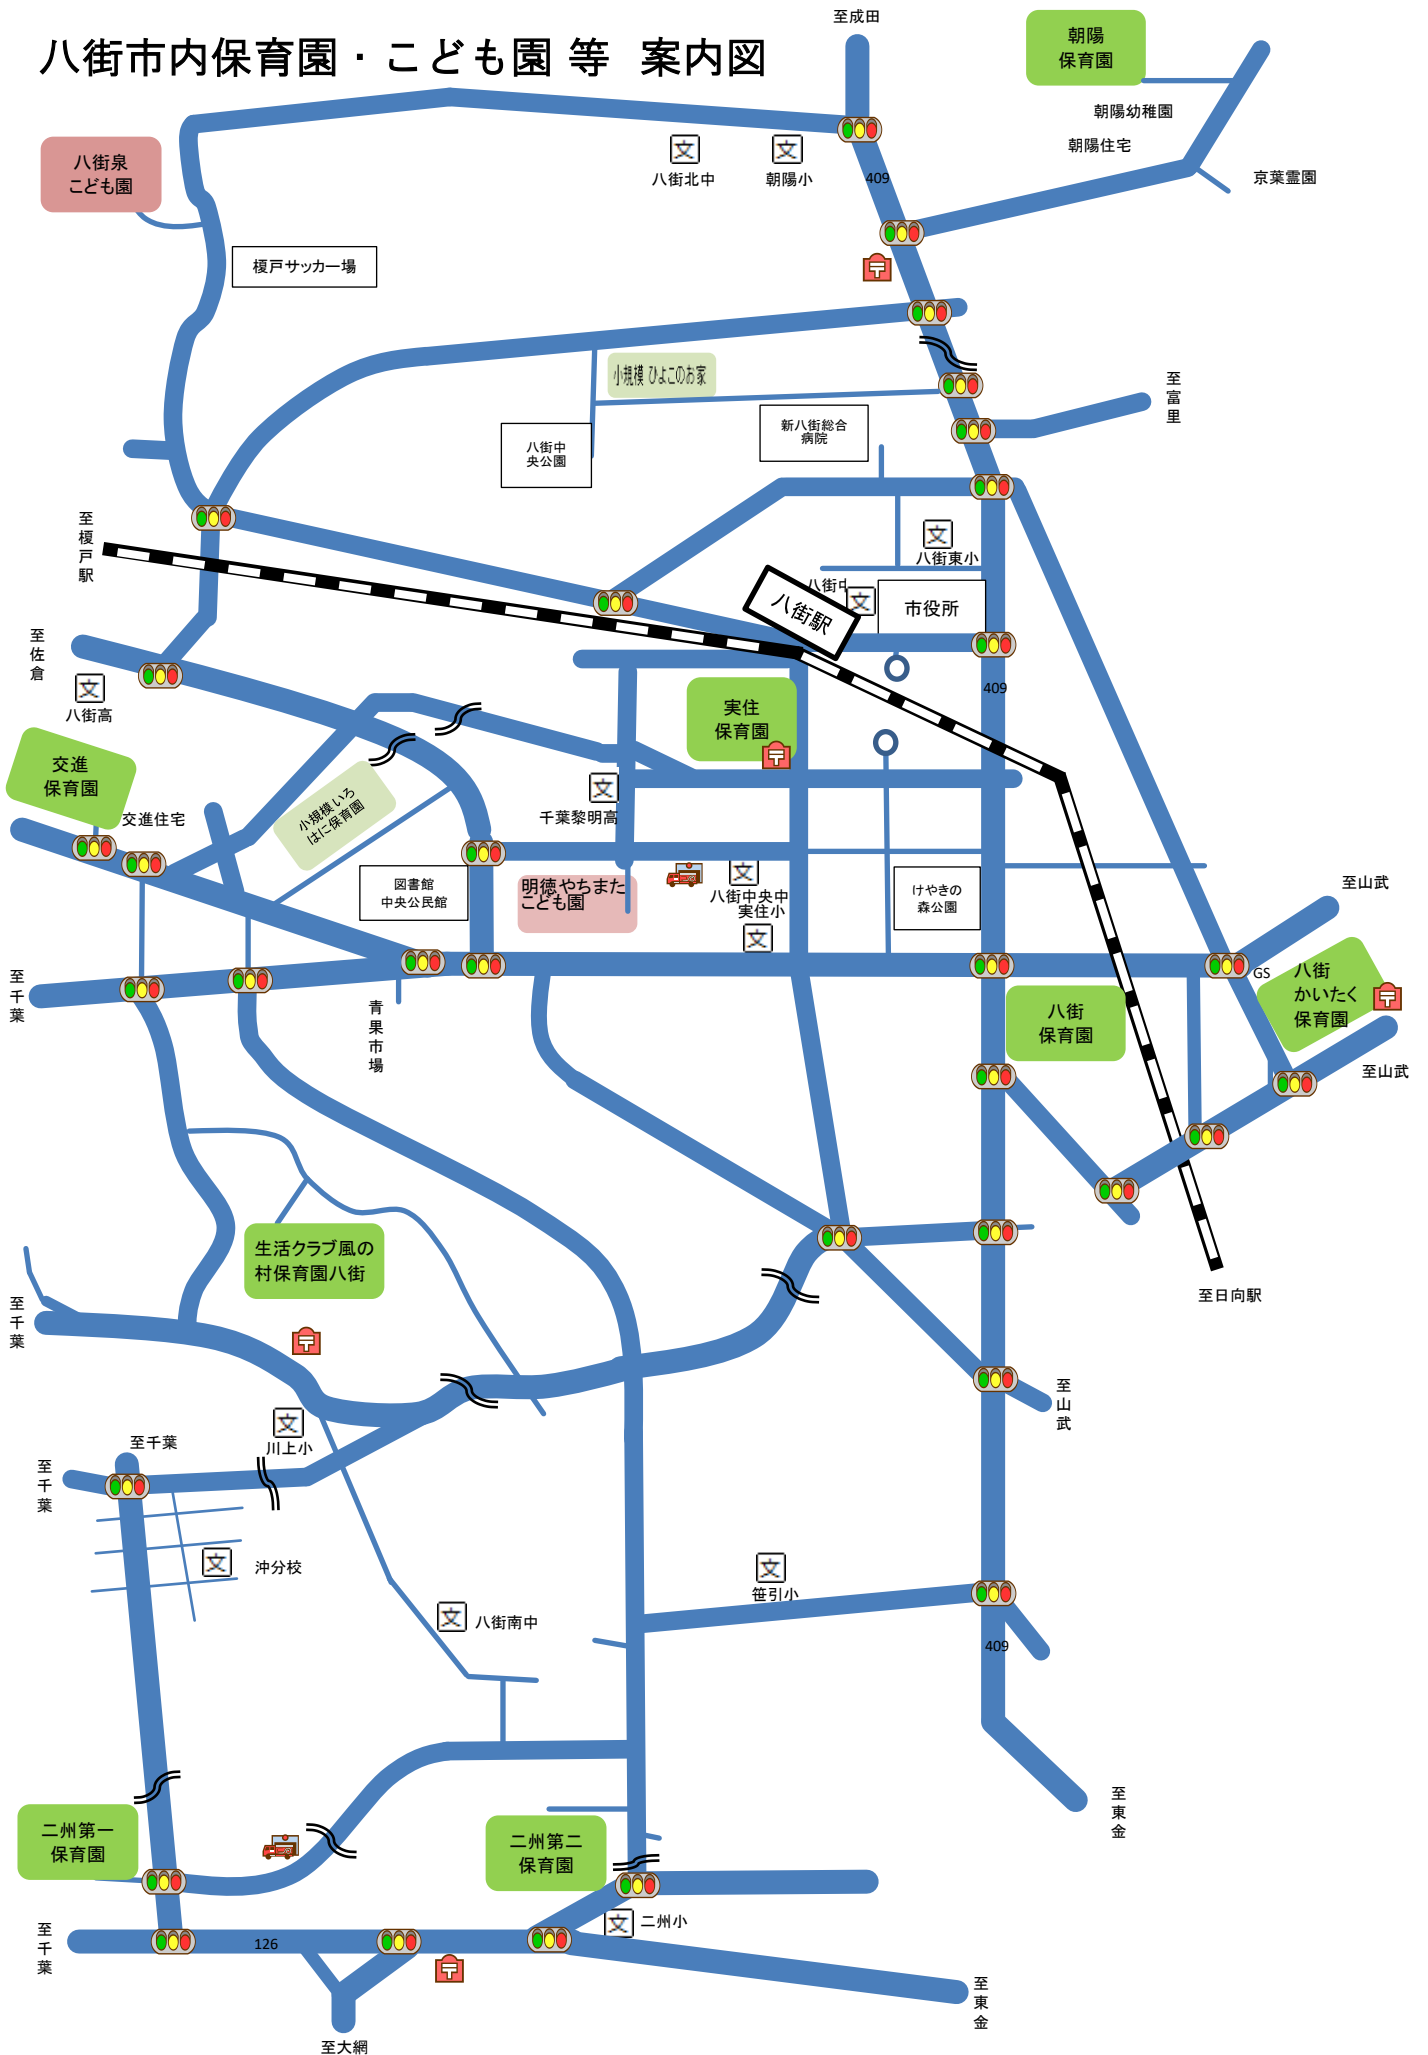 至成田
八街市内保育園・こども園 等　案内図
朝陽
保育園
朝陽幼稚園
朝陽住宅
京葉霊園
八街泉
こども園
八街北中
朝陽小
409
榎戸サッカー場
小規模 ひよこのお家
至富里
新八街総合
病院
八街中
央公園
至榎戸駅
八街東小
八街中
八街駅
市役所
至佐倉
八街高
409
実住
保育園
交進
保育園
交進住宅
小規模 いろ
はに保育園
千葉黎明高
図書館
中央公民館
明徳 やちまた
こども園
八街中央中
実住小
けやきの
森公園
至山武
GS
八街
かいたく
保育園
至千葉
青果市場
八街
保育園
至山武
生活クラブ風の
村保育園八街
至日向駅
至千葉
至山武
川上小
至千葉
至千葉
沖分校
笹引小
八街南中
409
至東金
二州第一
保育園
二州第二
保育園
二州小
至千葉
126
至東金
至大網
文
文
文
文
文
文
文
文
文
文
文
文
文